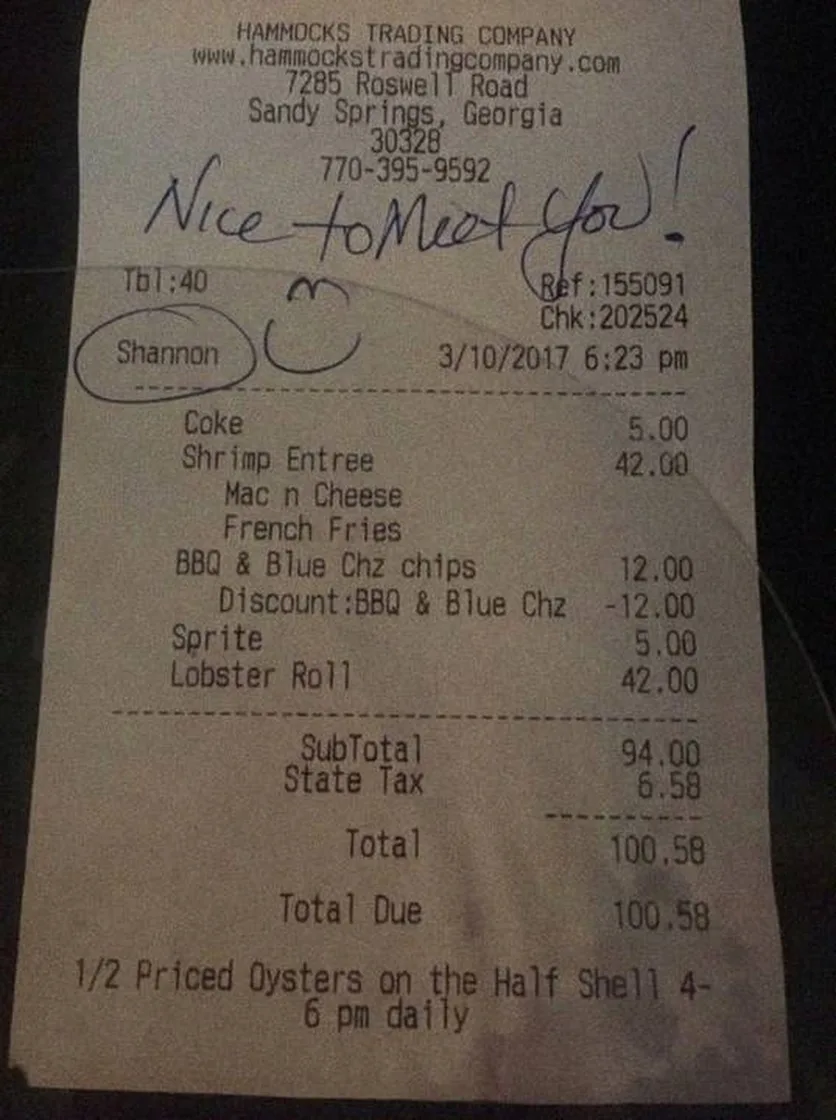 HAMMOCKS TRADING COMPANY
www.hammockstradingcompany.com
7285 Roswell Road
Sandy Springs, Georgia
30328
770-395-9592
Nice to Meet You!
Tbl:40 Ref:155091
Chk:202524
Shannon 3/10/2017 6:23 pm
Coke 5.00
Shrimp Entree 42.00
Mac n Cheese
French Fries
BBQ & Blue Chz chips 12.00
Discount:BBQ & Blue Chz -12.00
Sprite 5.00
Lobster Roll 42.00
SubTotal 94.00
State Tax 6.58
Total 100.58
Total Due 100.58
1/2 Priced Oysters on the Half Shell 4-
6 pm daily